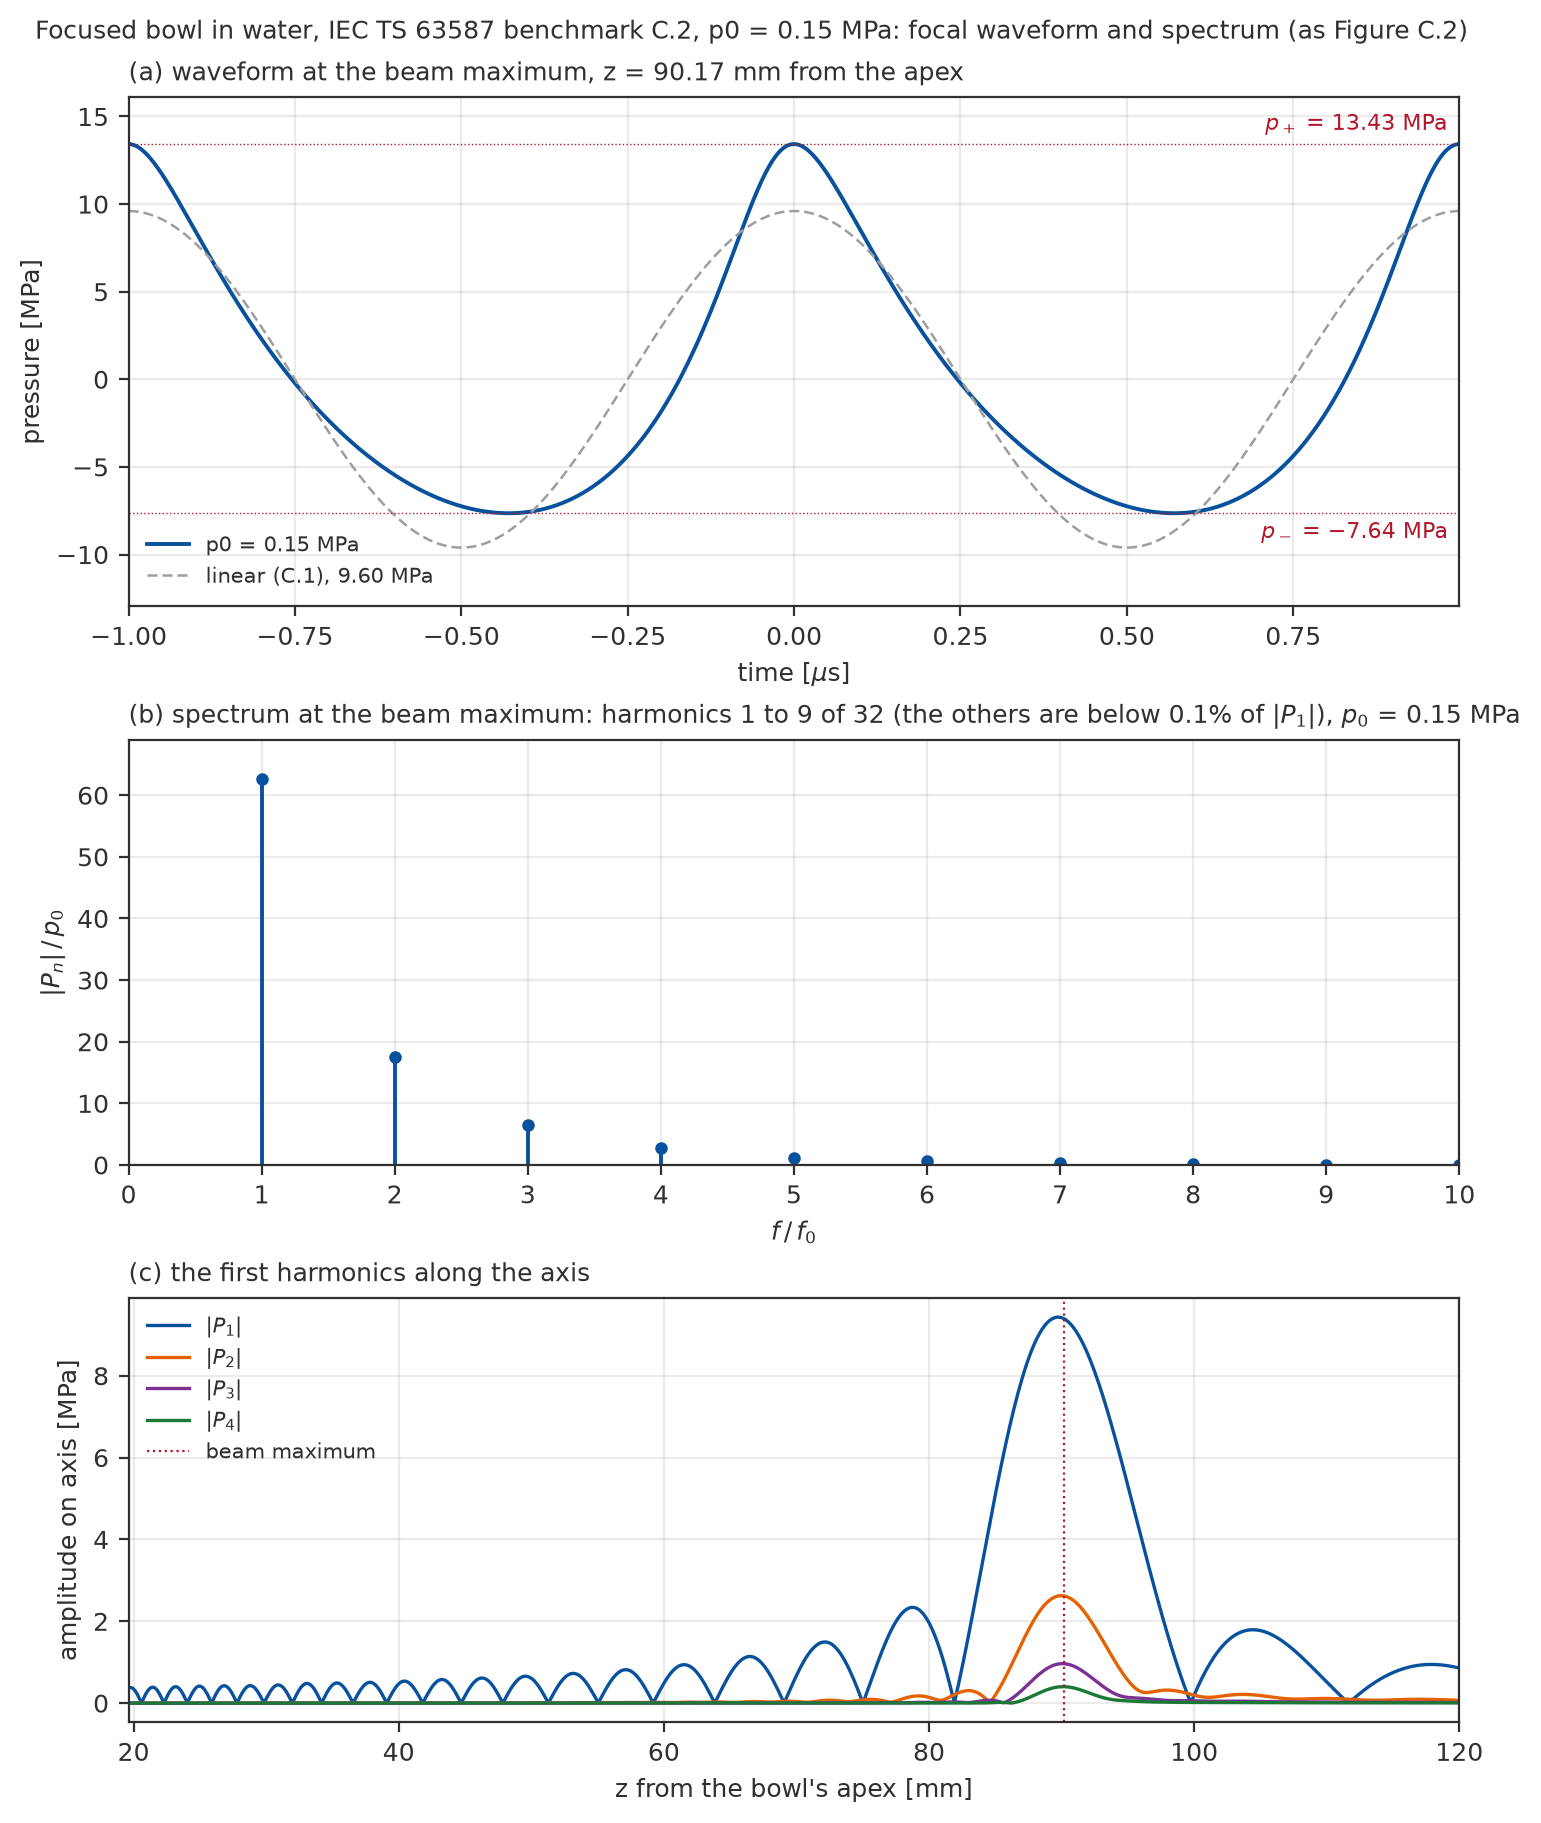 Focused bowl in water, IEC TS 63587 benchmark C.2, p0 = 0.15 MPa: focal waveform and spectrum (as Figure C.2)
(a) waveform at the beam maximum, z = 90.17 mm from the apex
15
10
5
0
−5
−10
pressure [MPa]
p₊ = 13.43 MPa
p₋ = −7.64 MPa
p0 = 0.15 MPa
linear (C.1), 9.60 MPa
−1.00 −0.75 −0.50 −0.25 0.00 0.25 0.50 0.75
time [μs]
(b) spectrum at the beam maximum: harmonics 1 to 9 of 32 (the others are below 0.1% of |P₁|), p₀ = 0.15 MPa
60
50
40
30
20
10
0
|Pₙ| / p₀
0 1 2 3 4 5 6 7 8 9 10
f / f₀
(c) the first harmonics along the axis
8
6
4
2
0
amplitude on axis [MPa]
|P₁|
|P₂|
|P₃|
|P₄|
beam maximum
20 40 60 80 100 120
z from the bowl's apex [mm]